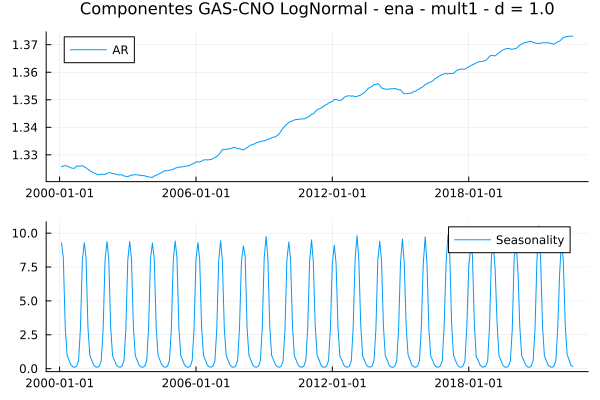 Componentes GAS-CNO LogNormal - ena - mult1 - d = 1.0
AR
1.37
1.36
1.35
1.34
1.33
2000-01-01 2006-01-01 2012-01-01 2018-01-01
Seasonality
10.0
7.5
5.0
2.5
0.0
2000-01-01 2006-01-01 2012-01-01 2018-01-01